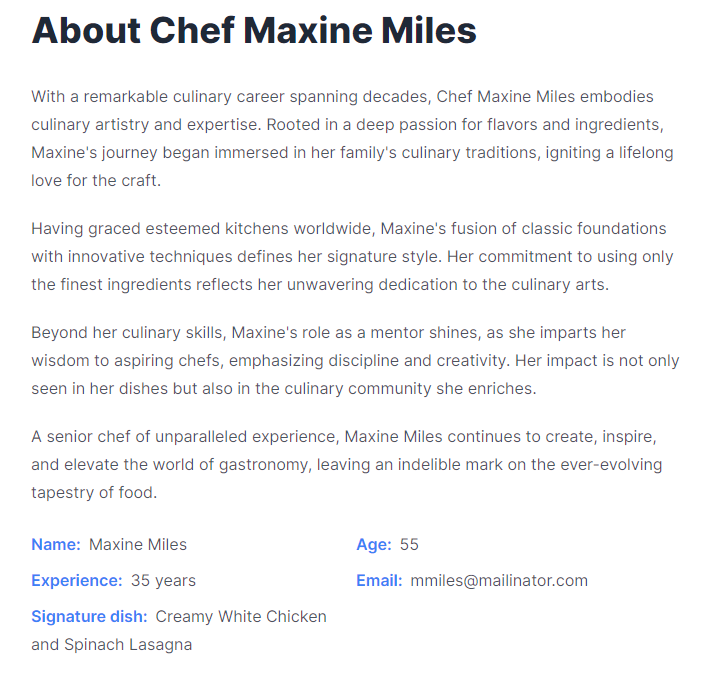 About Chef Maxine Miles
With a remarkable culinary career spanning decades, Chef Maxine Miles embodies
culinary artistry and expertise. Rooted in a deep passion for flavors and ingredients,
Maxine's journey began immersed in her family's culinary traditions, igniting a lifelong
love for the craft.
Having graced esteemed kitchens worldwide, Maxine's fusion of classic foundations
with innovative techniques defines her signature style. Her commitment to using only
the finest ingredients reflects her unwavering dedication to the culinary arts.
Beyond her culinary skills, Maxine's role as a mentor shines, as she imparts her
wisdom to aspiring chefs, emphasizing discipline and creativity. Her impact is not only
seen in her dishes but also in the culinary community she enriches.
A senior chef of unparalleled experience, Maxine Miles continues to create, inspire,
and elevate the world of gastronomy, leaving an indelible mark on the ever-evolving
tapestry of food.
Name: Maxine Miles
Age: 55
Experience: 35 years
Email: mmiles@mailinator.com
Signature dish: Creamy White Chicken
and Spinach Lasagna